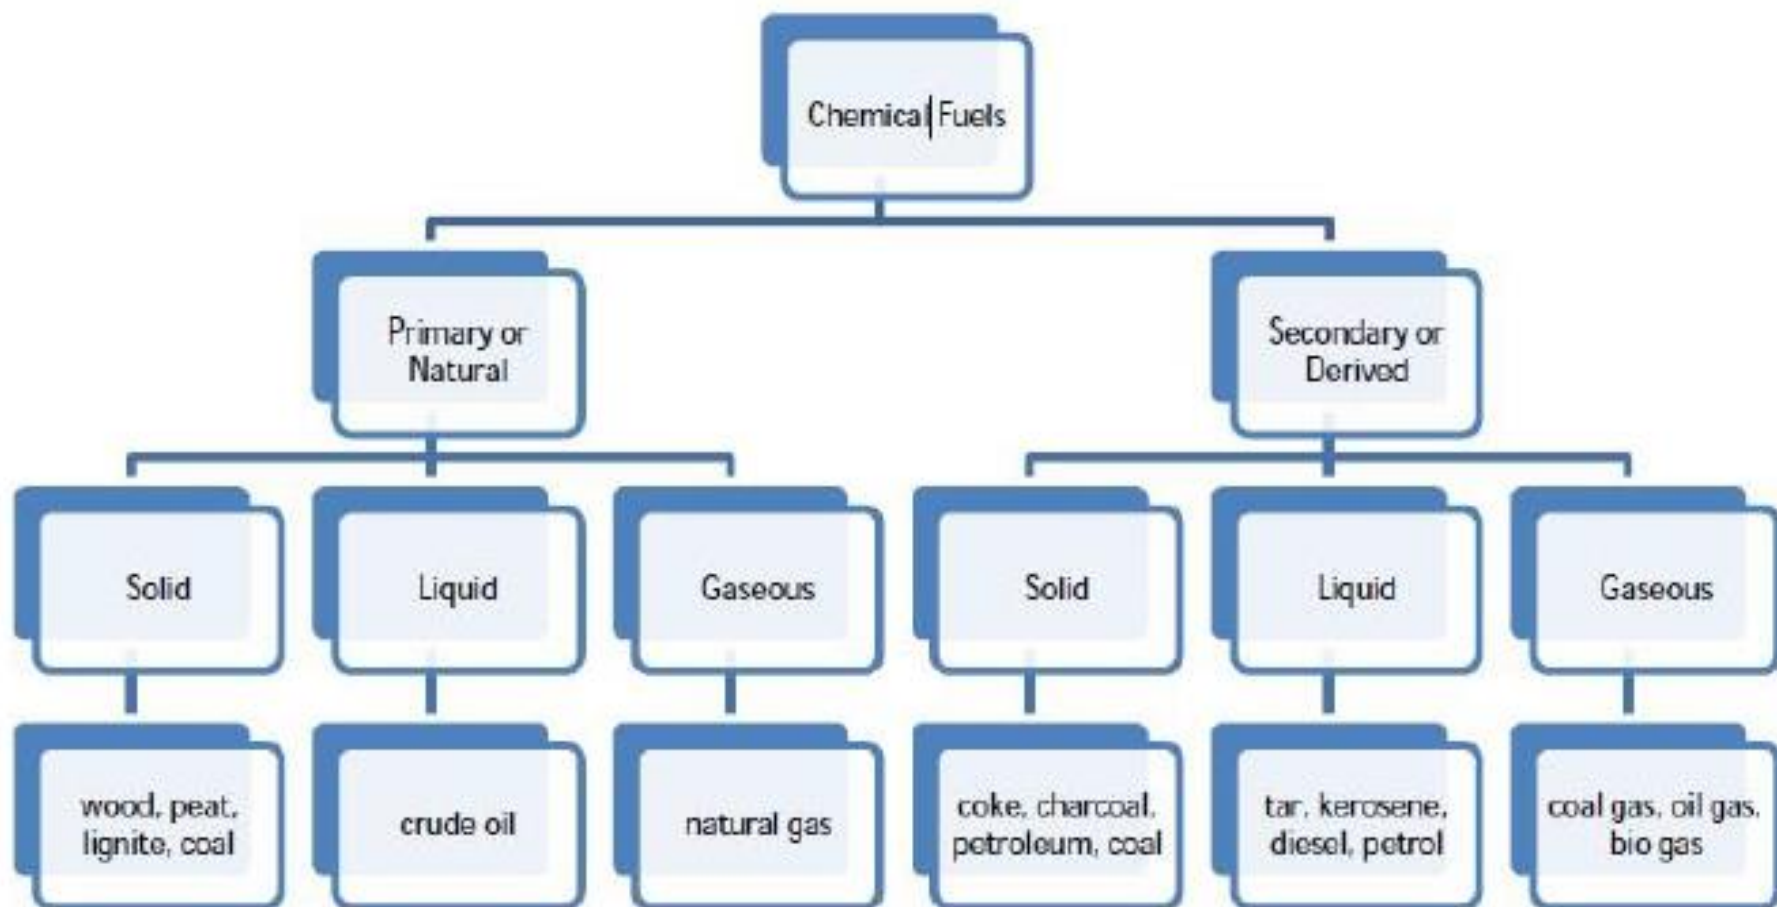 Chemical Fuels
Primary or
Natural
Secondary or
Derived
Solid
Liquid
Gaseous
Solid
Liquid
Gaseous
wood, peat,
lignite, coal
crude oil
natural gas
coke, charcoal,
petroleum, coal
tar, kerosene,
diesel, petrol
coal gas, oil gas,
bio gas